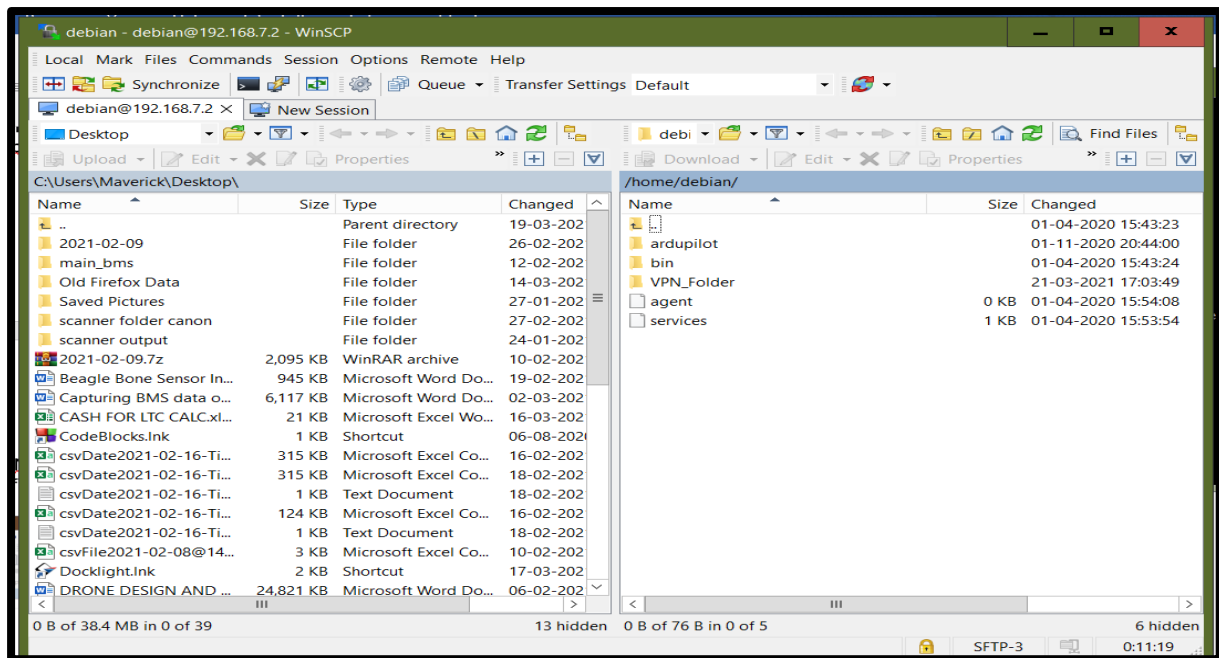 debian - debian@192.168.7.2 - WinSCP
Local Mark Files Commands Session Options Remote Help
Synchronize Queue Transfer Settings Default
debian@192.168.7.2 × New Session
Desktop debi Find Files
Upload Edit Properties » Download Edit Properties »
C:\Users\Maverick\Desktop\ /home/debian/
Name Size Type Changed Name Size Changed
.. Parent directory 19-03-202 .. 01-04-2020 15:43:23
2021-02-09 File folder 26-02-202 ardupilot 01-11-2020 20:44:00
main_bms File folder 12-02-202 bin 01-04-2020 15:43:24
Old Firefox Data File folder 14-03-202 VPN_Folder 21-03-2021 17:03:49
Saved Pictures File folder 27-01-202 agent 0 KB 01-04-2020 15:54:08
scanner folder canon File folder 27-02-202 services 1 KB 01-04-2020 15:53:54
scanner output File folder 24-01-202
2021-02-09.7z 2,095 KB WinRAR archive 10-02-202
Beagle Bone Sensor In... 945 KB Microsoft Word Do... 19-02-202
Capturing BMS data o... 6,117 KB Microsoft Word Do... 02-03-202
CASH FOR LTC CALC.xl... 21 KB Microsoft Excel Wo... 16-03-202
CodeBlocks.lnk 1 KB Shortcut 06-08-202
csvDate2021-02-16-Ti... 315 KB Microsoft Excel Co... 16-02-202
csvDate2021-02-16-Ti... 315 KB Microsoft Excel Co... 18-02-202
csvDate2021-02-16-Ti... 1 KB Text Document 18-02-202
csvDate2021-02-16-Ti... 124 KB Microsoft Excel Co... 16-02-202
csvDate2021-02-16-Ti... 1 KB Text Document 18-02-202
csvFile2021-02-08@14... 3 KB Microsoft Excel Co... 10-02-202
Docklight.lnk 2 KB Shortcut 17-03-202
DRONE DESIGN AND ... 24,821 KB Microsoft Word Do... 06-02-202
0 B of 38.4 MB in 0 of 39 13 hidden 0 B of 76 B in 0 of 5 6 hidden
SFTP-3 0:11:19